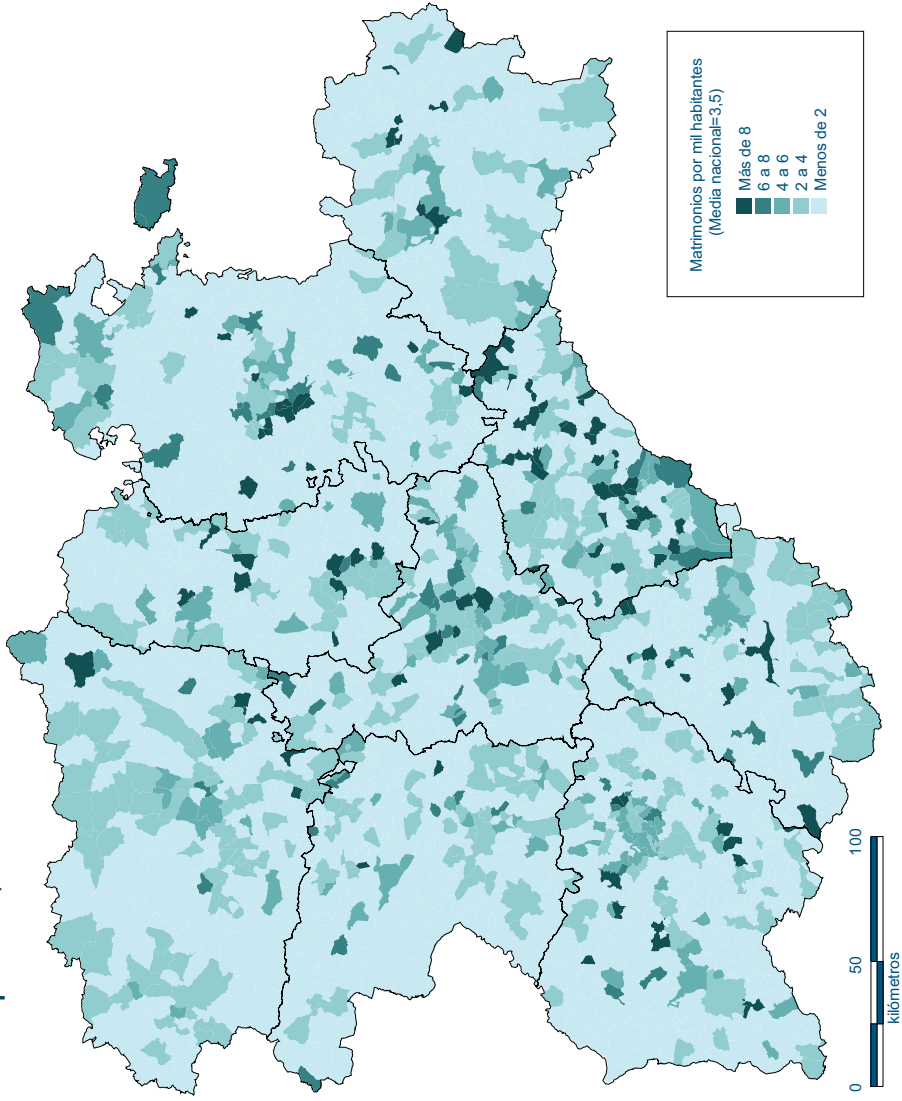 Matrimonios por mil habitantes
(Media nacional=3,5)
Más de 8
6 a 8
4 a 6
2 a 4
Menos de 2
0
50
100
kilómetros